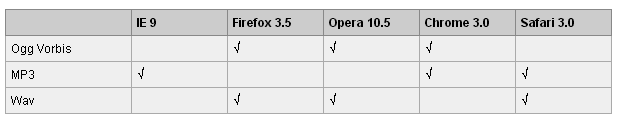 IE 9 Firefox 3.5 Opera 10.5 Chrome 3.0 Safari 3.0
Ogg Vorbis √ √ √
MP3 √ √ √
Wav √ √ √